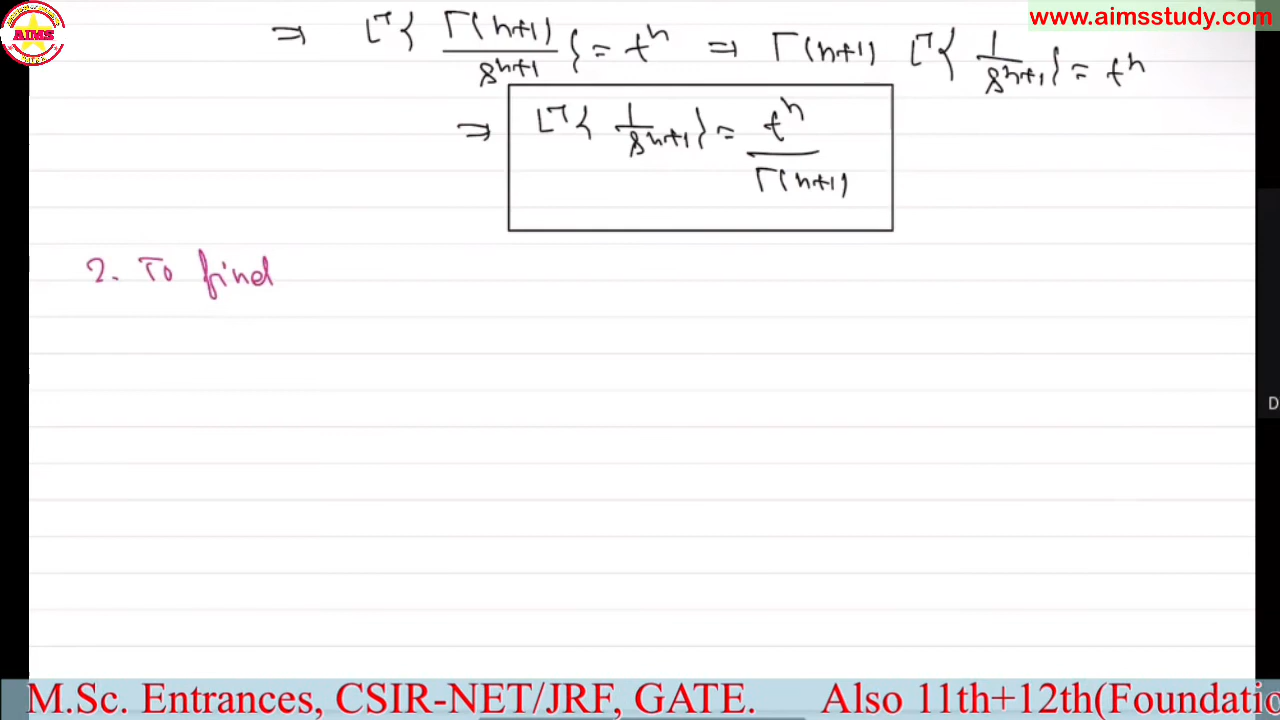 AIMS
www.aimsstudy.com
⇒ L⁻¹{ Γ(n+1) / s^{n+1} } = t^n ⇒ Γ(n+1) L⁻¹{ 1 / s^{n+1} } = t^n
⇒ L⁻¹{ 1 / s^{n+1} } = t^n / Γ(n+1)
2. To find
D
M.Sc. Entrances, CSIR-NET/JRF, GATE. Also 11th+12th(Foundatio